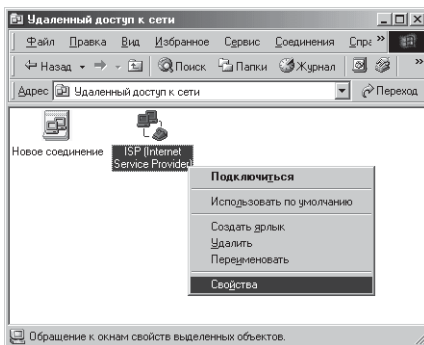 Удаленный доступ к сети
Файл Правка Вид Избранное Сервис Соединения Спра »
Назад Поиск Папки Журнал »
Адрес Удаленный доступ к сети Переход
Новое соединение
ISP (Internet
Service Provider)
Подключиться
Использовать по умолчанию
Создать ярлык
Удалить
Переименовать
Свойства
Обращение к окнам свойств выделенных объектов.